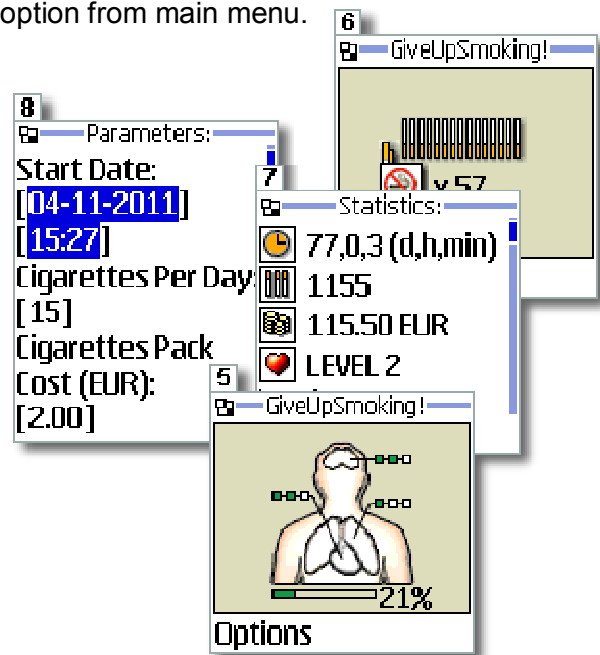 option from main menu.
6
GiveUpSmoking!
x 57
8
Parameters:
Start Date:
[04-11-2011]
[15:27]
Cigarettes Per Day:
[15]
Cigarettes Pack
Cost (EUR):
[2.00]
7
Statistics:
77,0,3 (d,h,min)
1155
115.50 EUR
LEVEL 2
5
GiveUpSmoking!
21%
Options